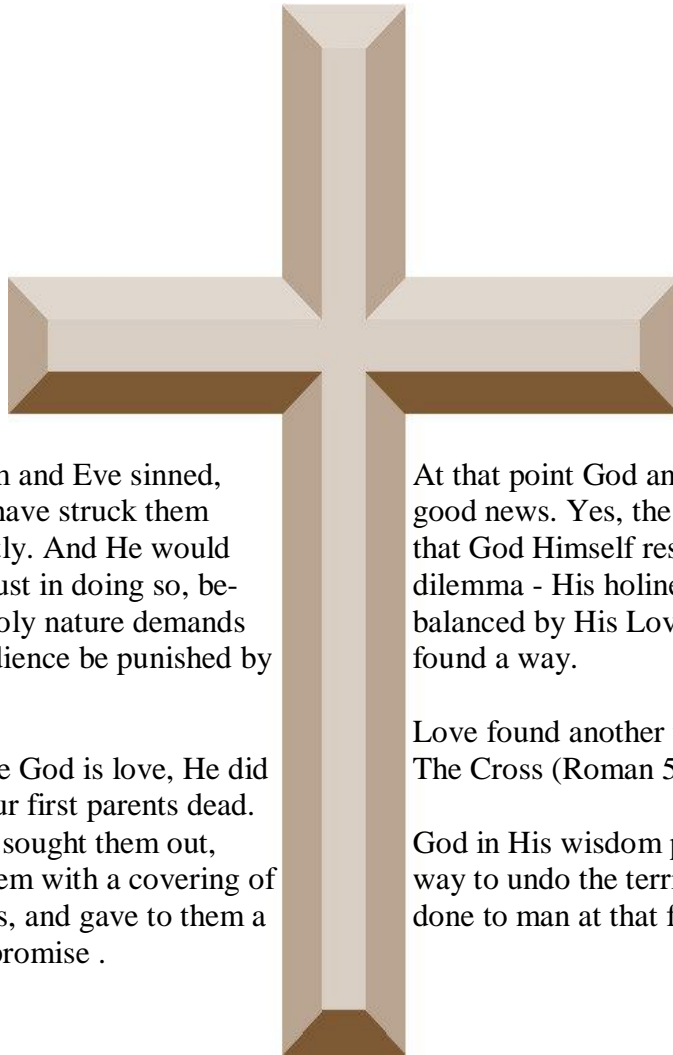 and Eve sinned,
have struck them
tly. And He would
ust in doing so, be-
oly nature demands
dience be punished by
e God is love, He did
ur first parents dead.
sought them out,
em with a covering of
s, and gave to them a
promise .
At that point God an
good news. Yes, the
that God Himself res
dilemma - His holine
balanced by His Lov
found a way.
Love found another
The Cross (Roman 5
God in His wisdom p
way to undo the terri
done to man at that f